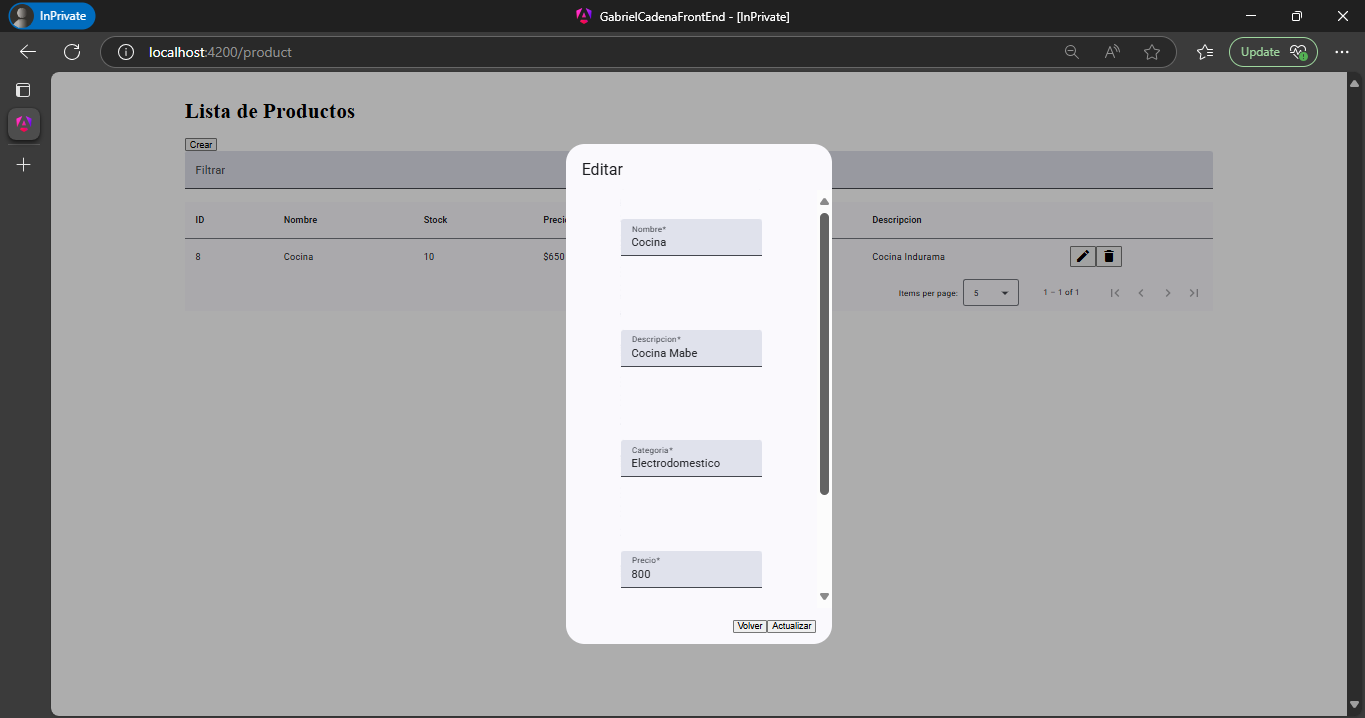 InPrivate
GabrielCadenaFrontEnd - [InPrivate]
localhost:4200/product
Update
Lista de Productos
Crear
Filtrar
ID Nombre Stock Preci Descripcion
8 Cocina 10 $650 Cocina Indurama
Items per page: 5 1 – 1 of 1
Editar
Nombre*
Cocina
Descripcion*
Cocina Mabe
Categoria*
Electrodomestico
Precio*
800
Volver Actualizar